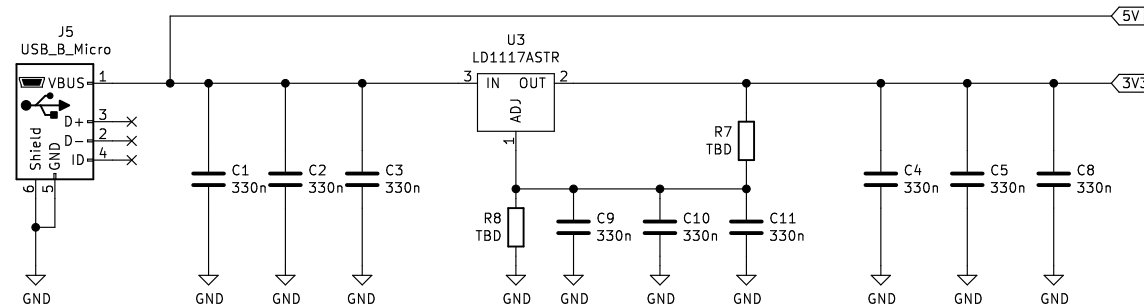 5V
J5
USB_B_Micro
U3
LD1117ASTR
VBUS 1
3 IN OUT 2
3V3
ADJ
D+ 3
D- 2
ID 4
Shield
GND
6
5
1
R7
TBD
C1
330n
C2
330n
C3
330n
C4
330n
C5
330n
C8
330n
R8
TBD
C9
330n
C10
330n
C11
330n
GND
GND
GND
GND
GND
GND
GND
GND
GND
GND
GND